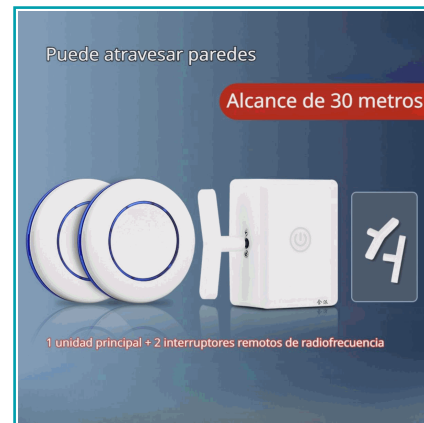 Puede atravesar paredes
Alcance de 30 metros
1 unidad principal + 2 interruptores remotos de radiofrecuencia